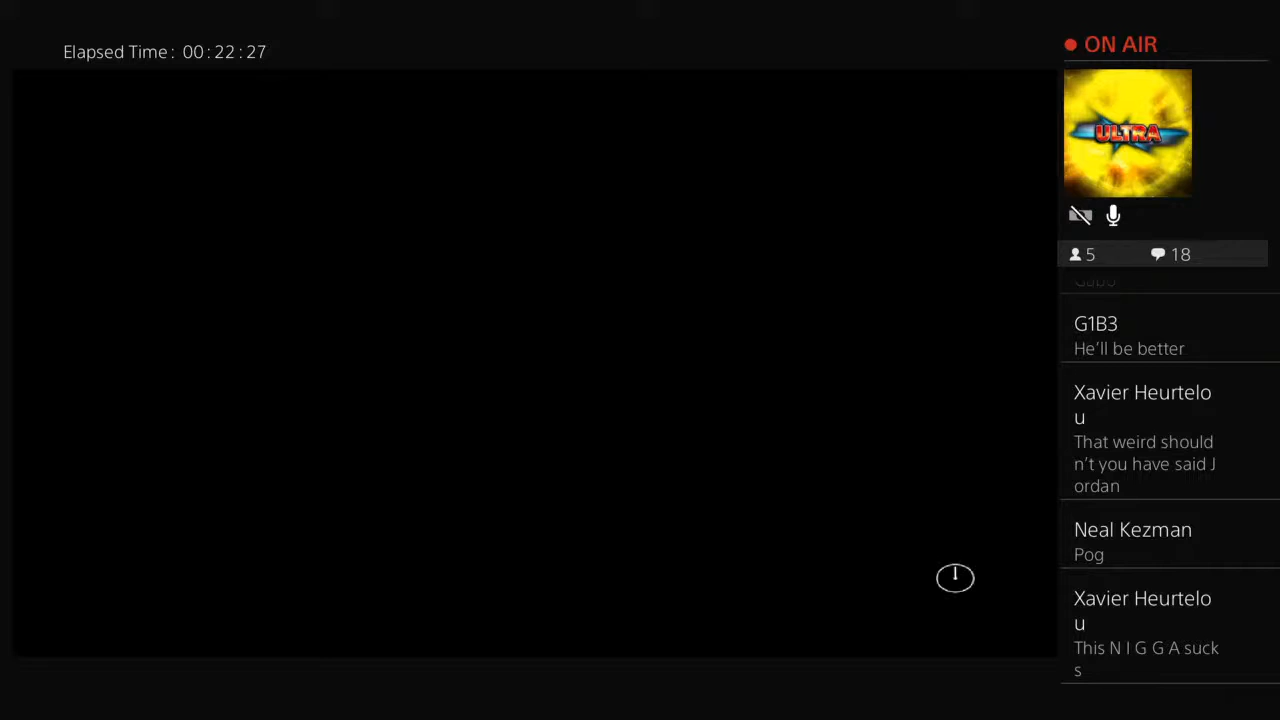 Elapsed Time: 00:22:27
ON AIR
ULTRA
5 18
Gabo
G1B3
He'll be better
Xavier Heurtelo
u
That weird should
n't you have said J
ordan
Neal Kezman
Pog
Xavier Heurtelo
u
This N I G G A suck
s